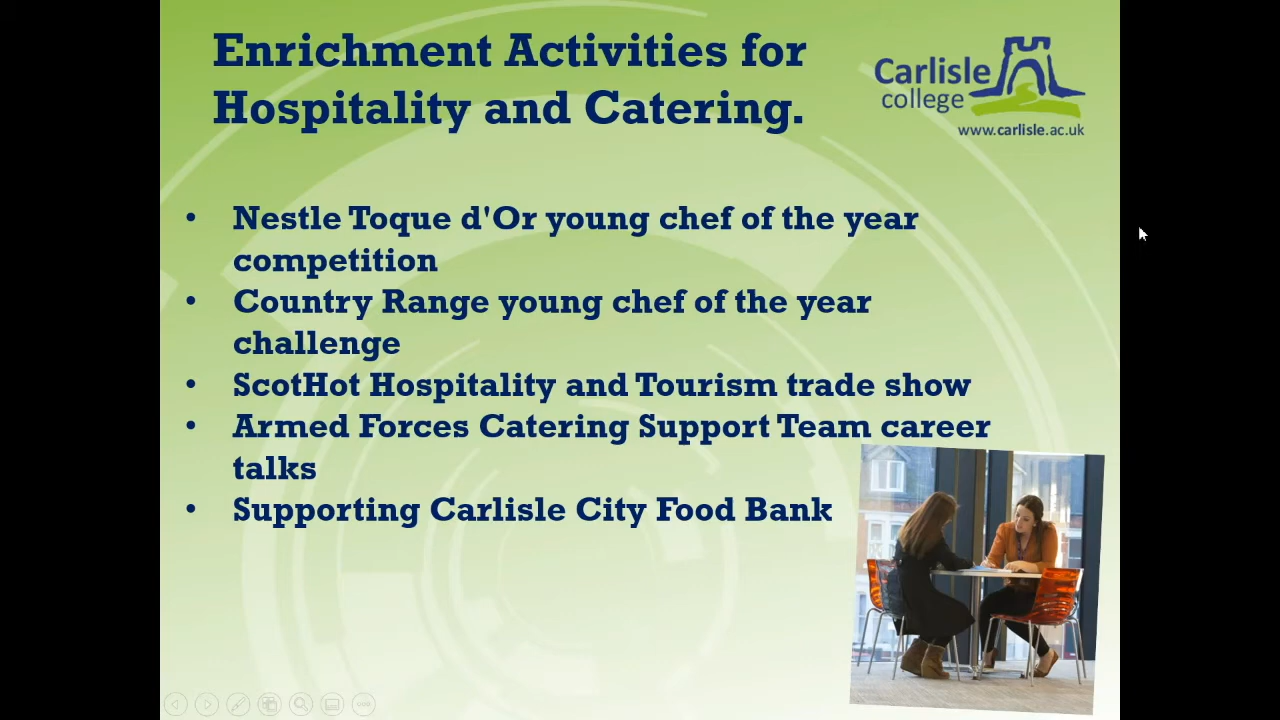 Enrichment Activities for
Hospitality and Catering.
Carlisle
college
www.carlisle.ac.uk
• Nestle Toque d'Or young chef of the year
competition
• Country Range young chef of the year
challenge
• ScotHot Hospitality and Tourism trade show
• Armed Forces Catering Support Team career
talks
• Supporting Carlisle City Food Bank